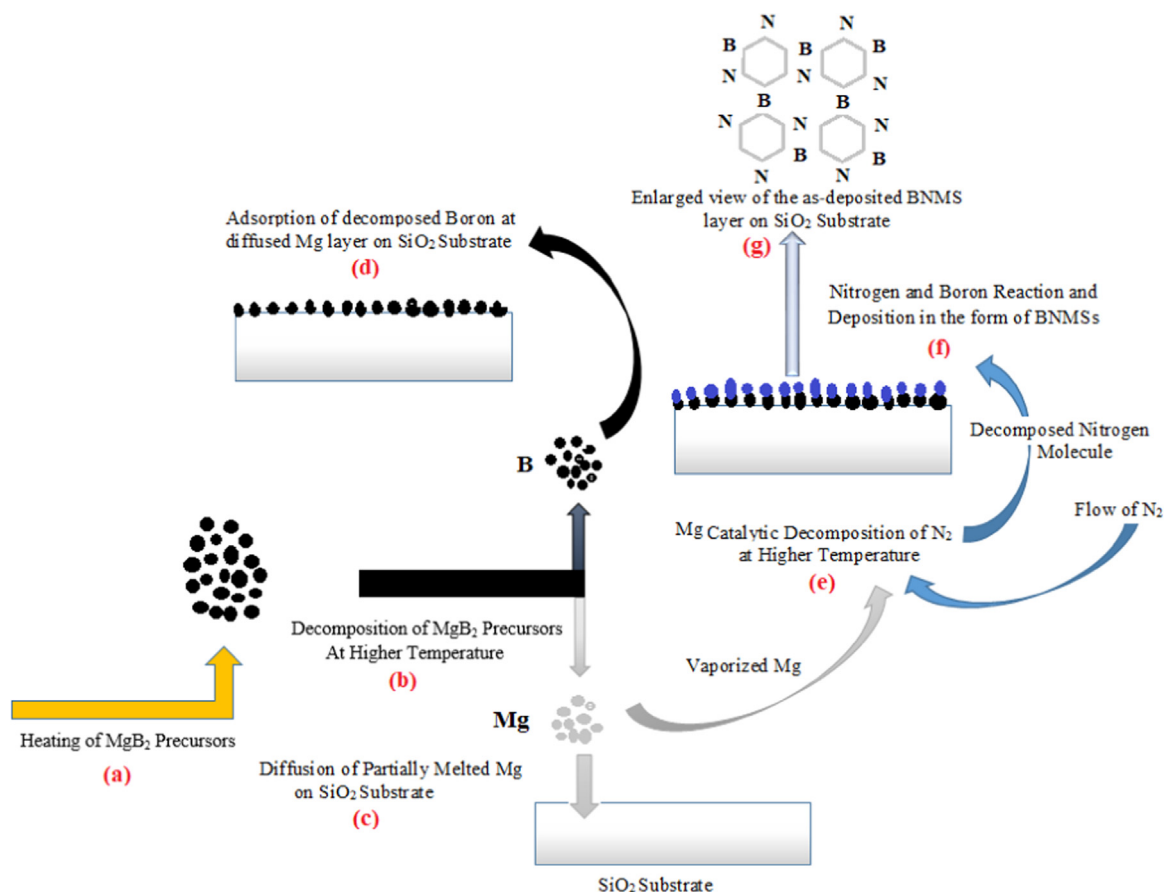 N N
B B B
N N N
B B
N N N
B B
N N
Enlarged view of the as-deposited BNMS
layer on SiO₂ Substrate
(g)
Adsorption of decomposed Boron at
diffused Mg layer on SiO₂ Substrate
(d)
Nitrogen and Boron Reaction and
Deposition in the form of BNMSs
(f)
Decomposed Nitrogen
Molecule
B
Flow of N₂
Mg Catalytic Decomposition of N₂
at Higher Temperature
(e)
Decomposition of MgB₂ Precursors
At Higher Temperature
(b)
Vaporized Mg
Mg
Heating of MgB₂ Precursors
(a)
Diffusion of Partially Melted Mg
on SiO₂ Substrate
(c)
SiO₂ Substrate